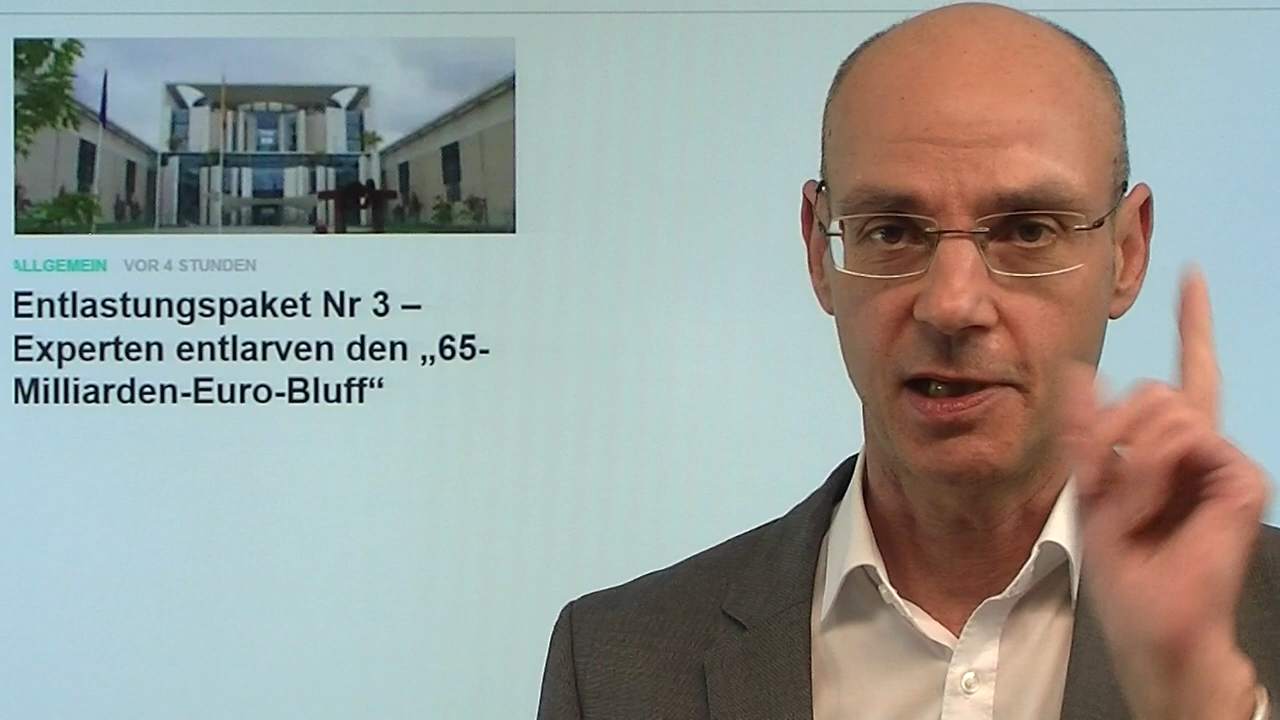 ALLGEMEIN VOR 4 STUNDEN
Entlastungspaket Nr 3 –
Experten entlarven den „65-
Milliarden-Euro-Bluff“